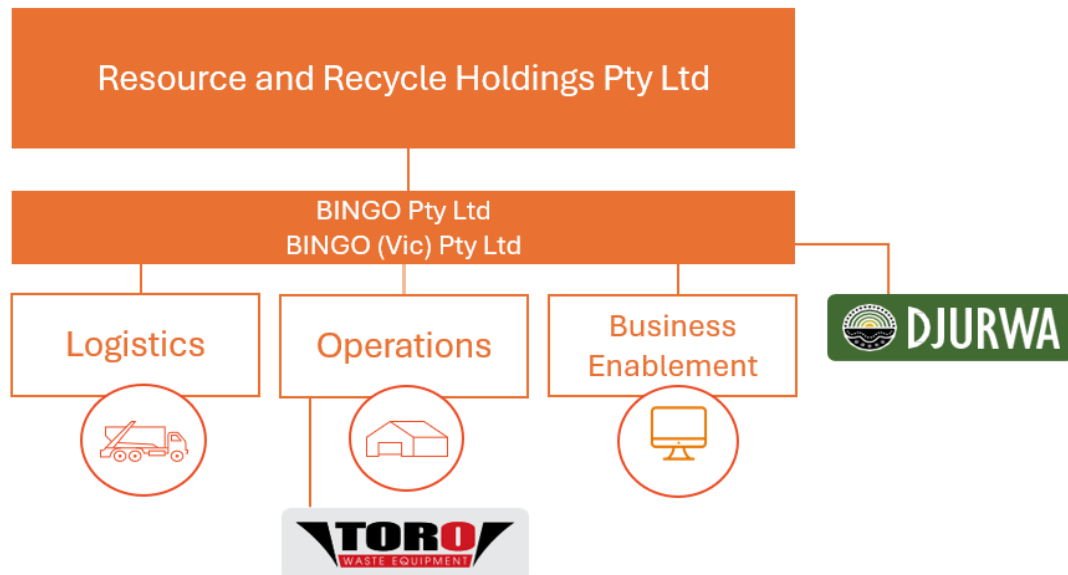 Resource and Recycle Holdings Pty Ltd
BINGO Pty Ltd
BINGO (Vic) Pty Ltd
Logistics
Operations
Business
Enablement
DJURWA
TORO
WASTE EQUIPMENT